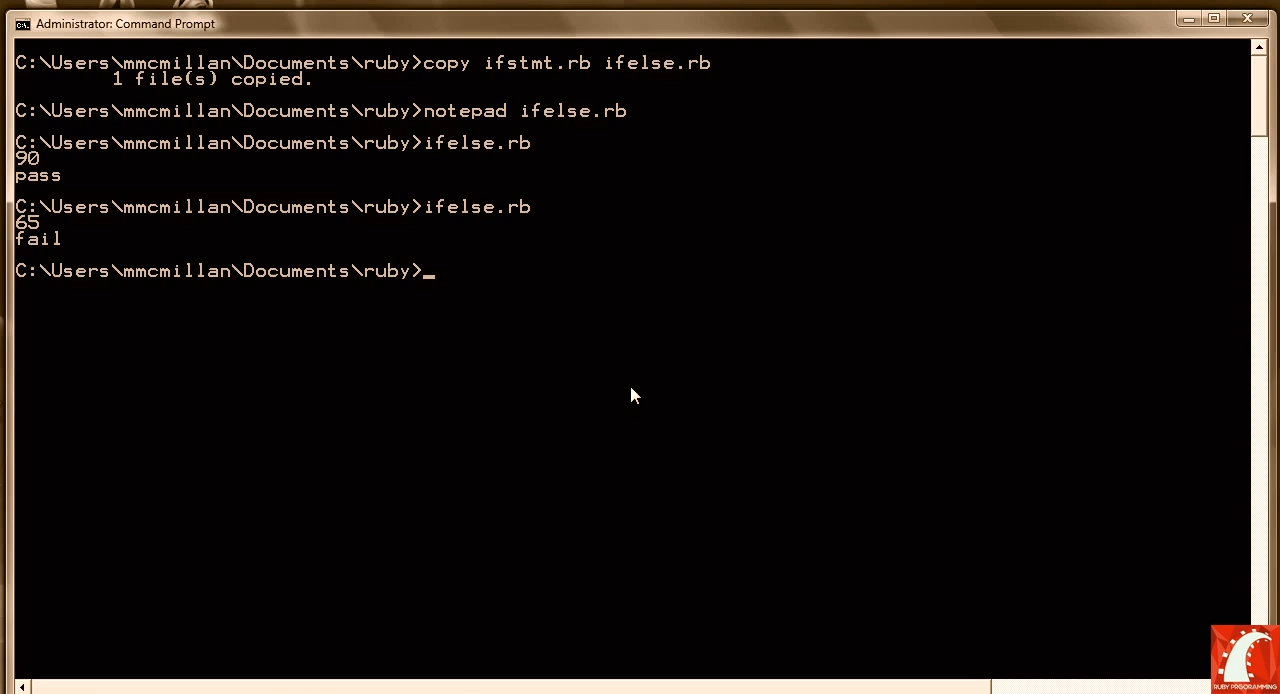 Administrator: Command Prompt
C:\Users\mmcmillan\Documents\ruby>copy ifstmt.rb ifelse.rb
1 file(s) copied.
C:\Users\mmcmillan\Documents\ruby>notepad ifelse.rb
C:\Users\mmcmillan\Documents\ruby>ifelse.rb
90
pass
C:\Users\mmcmillan\Documents\ruby>ifelse.rb
65
fail
C:\Users\mmcmillan\Documents\ruby>_
RUBY PRGORAMMING